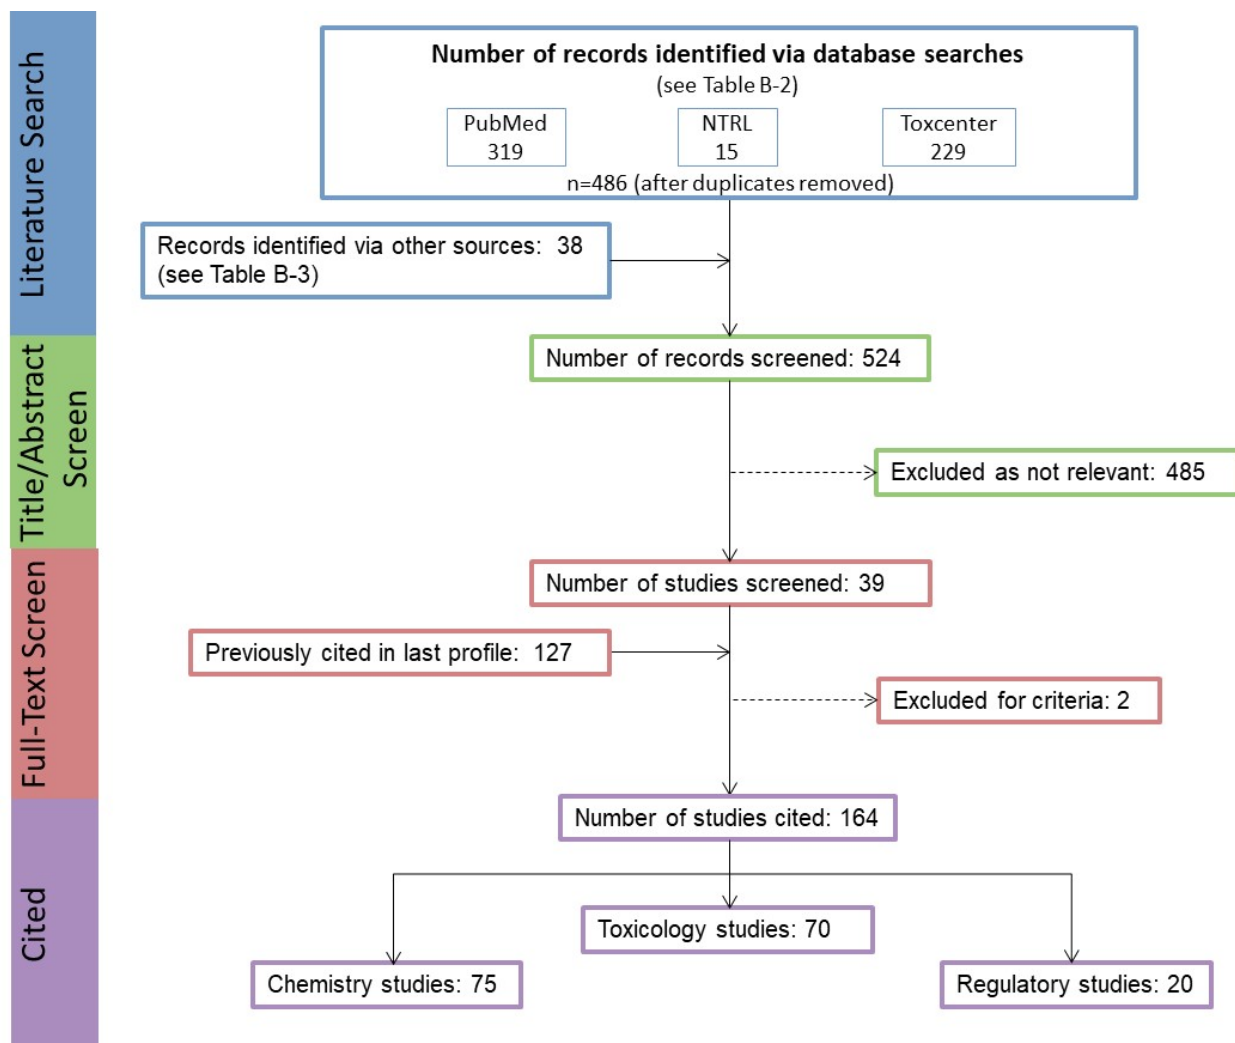 Literature Search
Number of records identified via database searches
(see Table B-2)
PubMed
319
NTRL
15
Toxcenter
229
n=486 (after duplicates removed)
Records identified via other sources: 38
(see Table B-3)
Title/Abstract
Screen
Number of records screened: 524
Excluded as not relevant: 485
Full-Text Screen
Number of studies screened: 39
Previously cited in last profile: 127
Excluded for criteria: 2
Cited
Number of studies cited: 164
Toxicology studies: 70
Chemistry studies: 75
Regulatory studies: 20